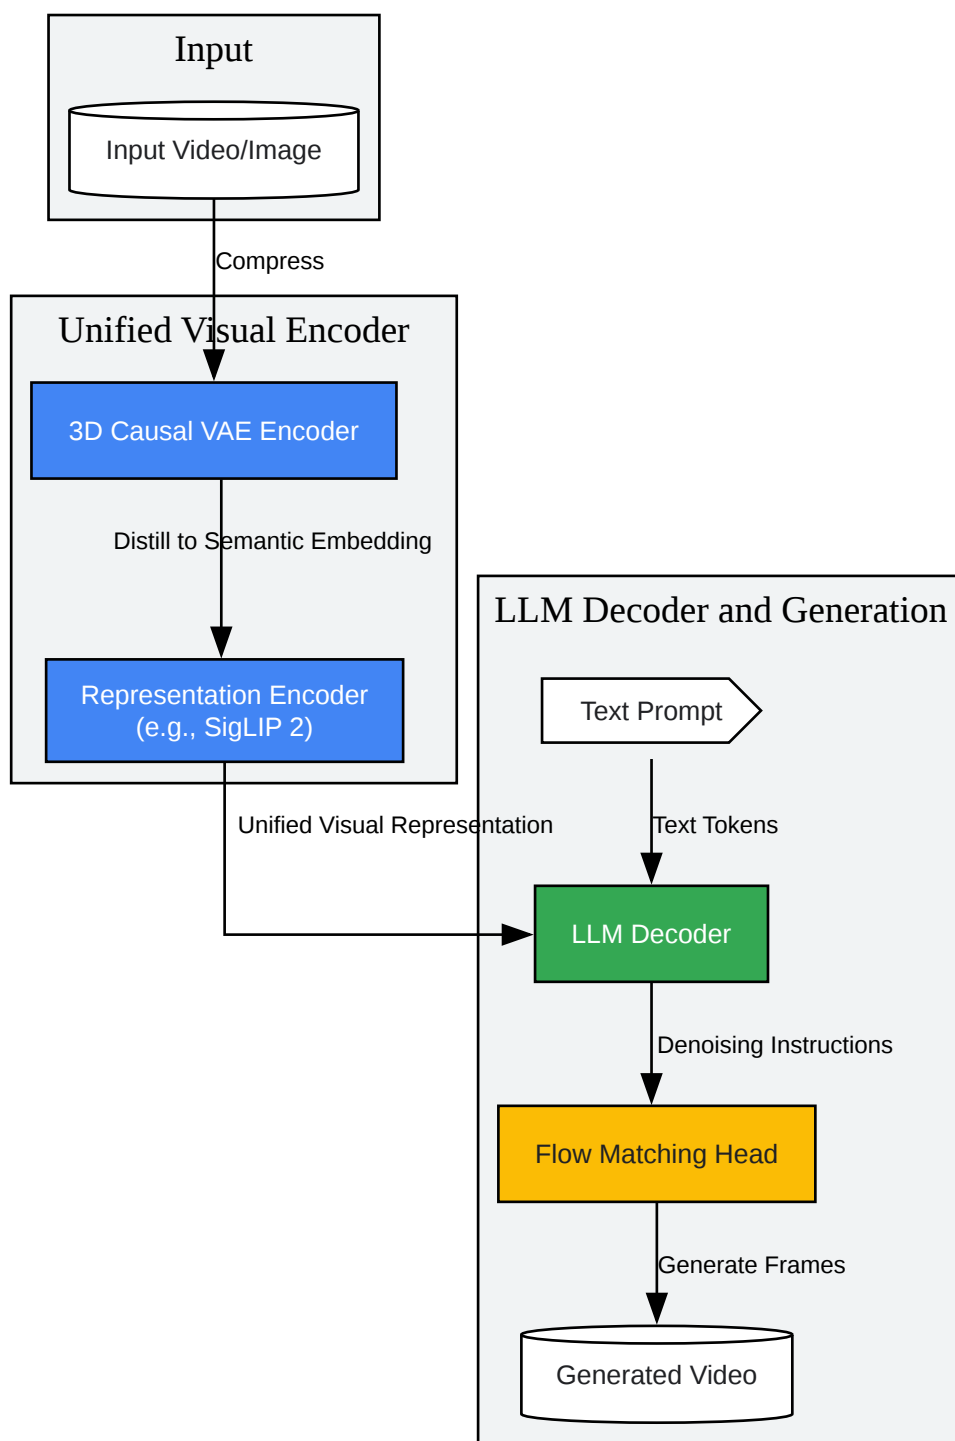 Input
Input Video/Image
Compress
Unified Visual Encoder
3D Causal VAE Encoder
Distill to Semantic Embedding
Representation Encoder
(e.g., SigLIP 2)
Unified Visual Representation
LLM Decoder and Generation
Text Prompt
Text Tokens
LLM Decoder
Denoising Instructions
Flow Matching Head
Generate Frames
Generated Video